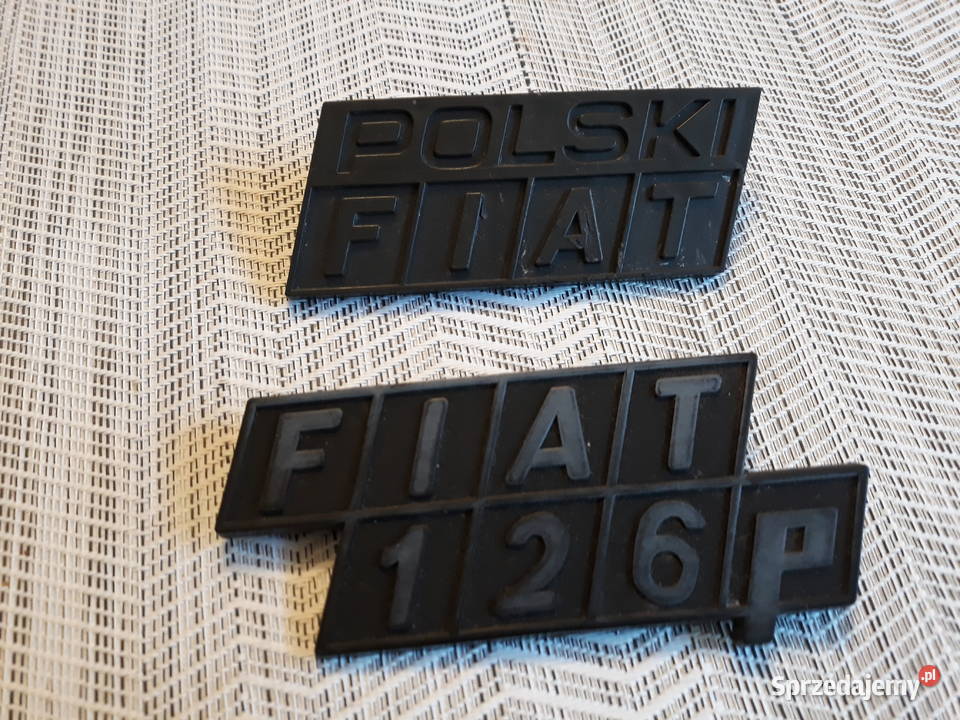 POLSKI
FIAT
FIAT
126p
Sprzedajemy.pl